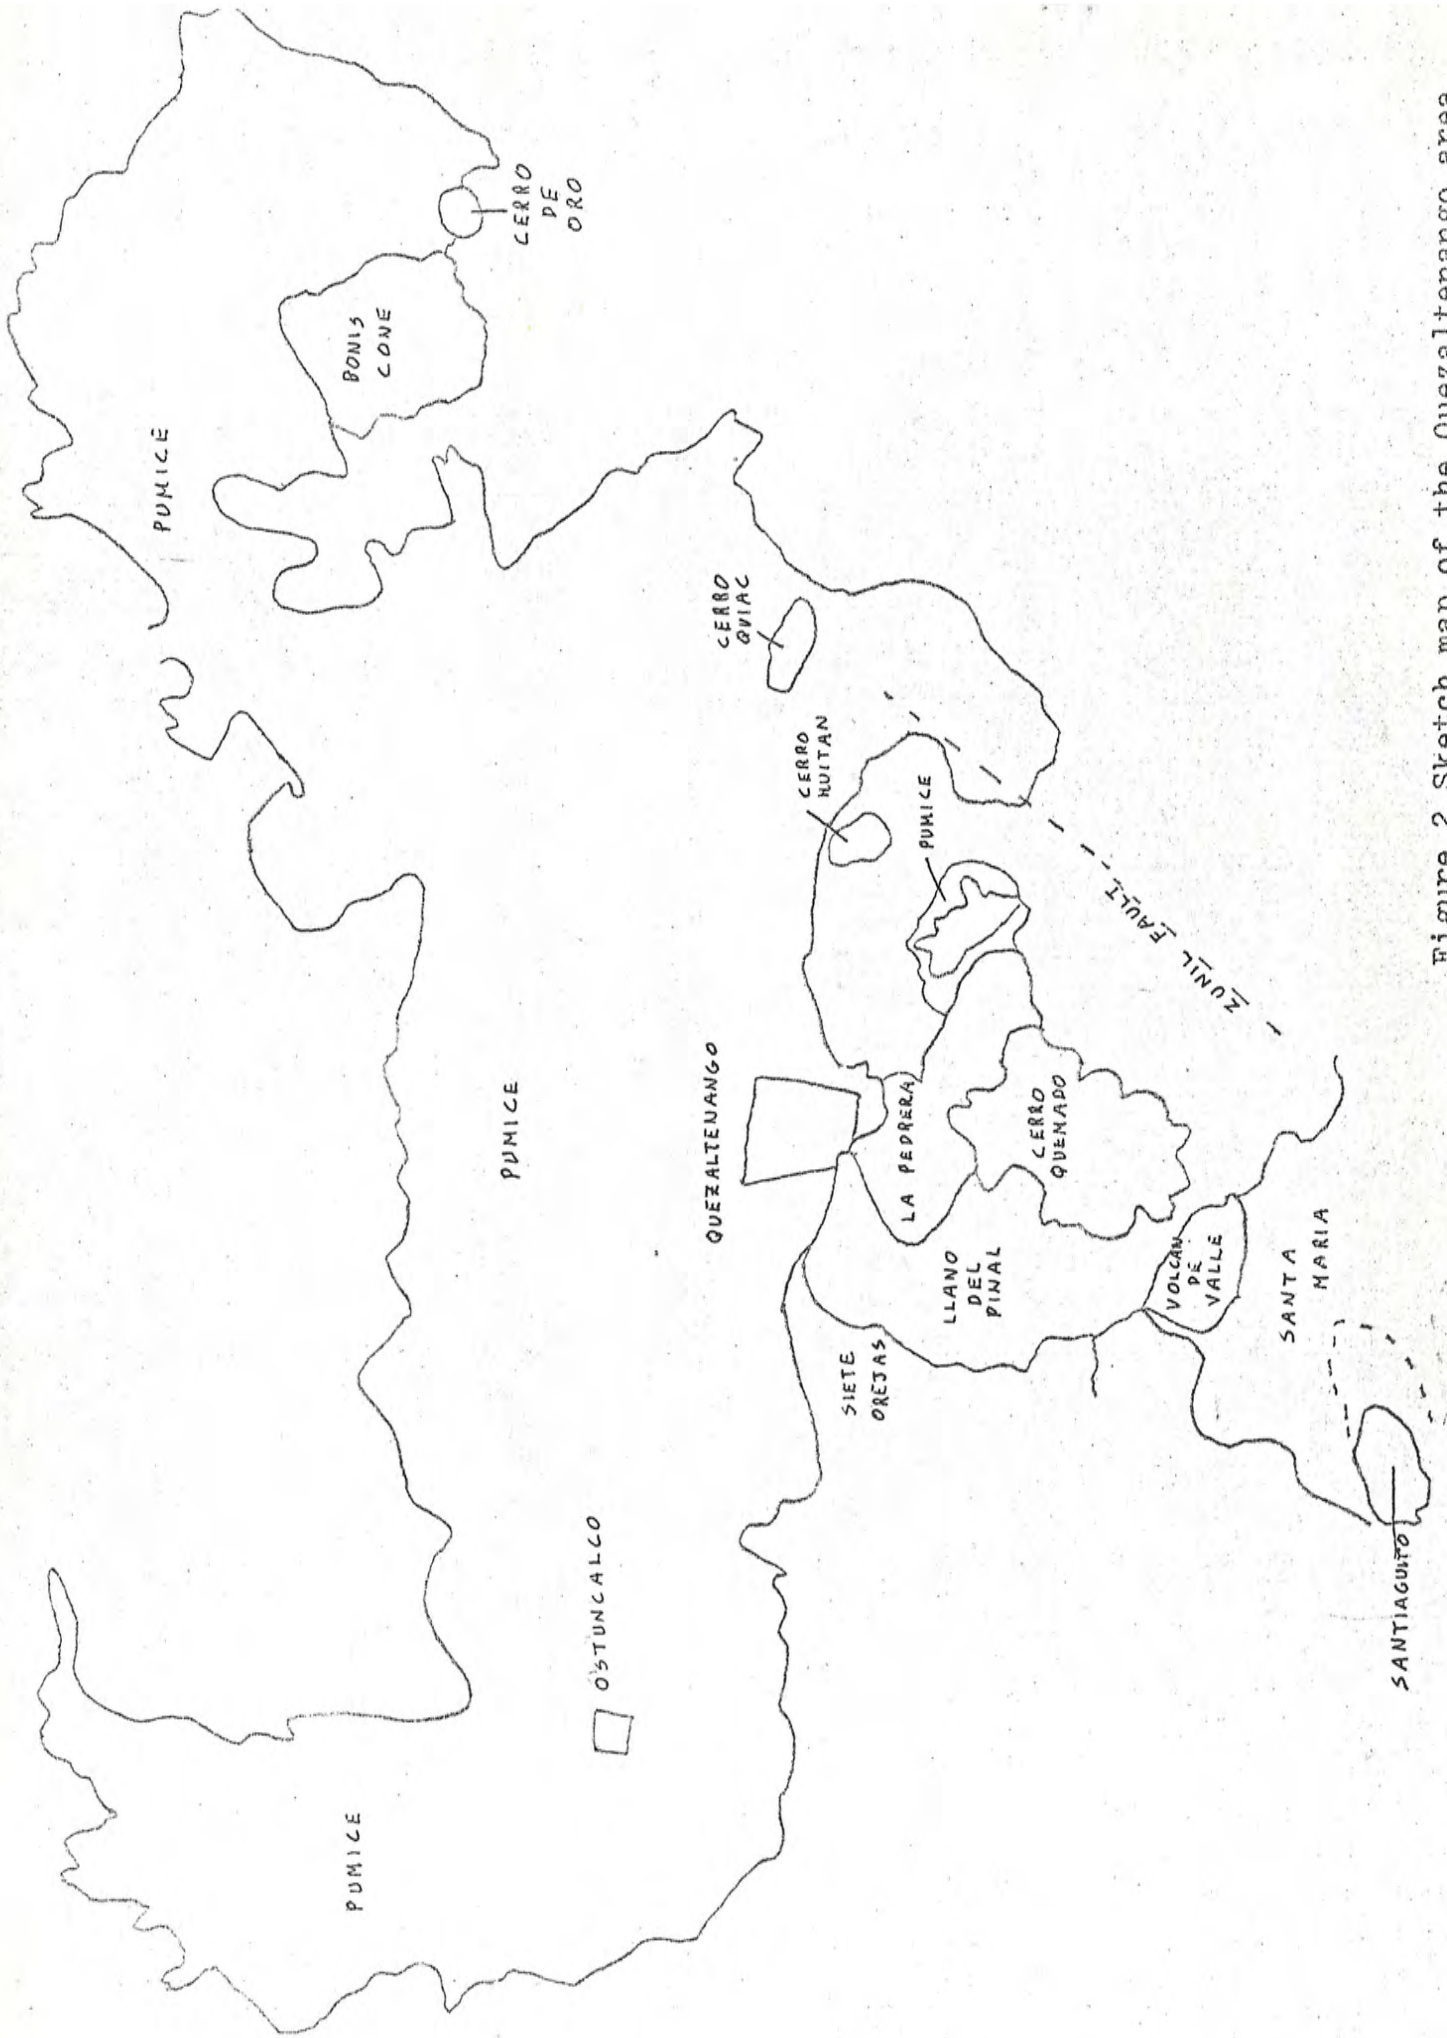 PUMICE
PUMICE
BONIS
CONE
PUMICE
CERRO
DE
ORO
OSTUNCALCO
QUEZALTENANGO
CERRO
QUIAC
CERRO
HUITAN
SIETE
OREJAS
LA PEDRERA
PUMICE
LLANO
DEL
PINAL
CERRO
QUEMADO
ZUNIL FAULT
VOLCAN
DE
VALLE
SANTA
MARIA
SANTIAGUITO
Figure 2 Sketch map of the Quezaltenango area